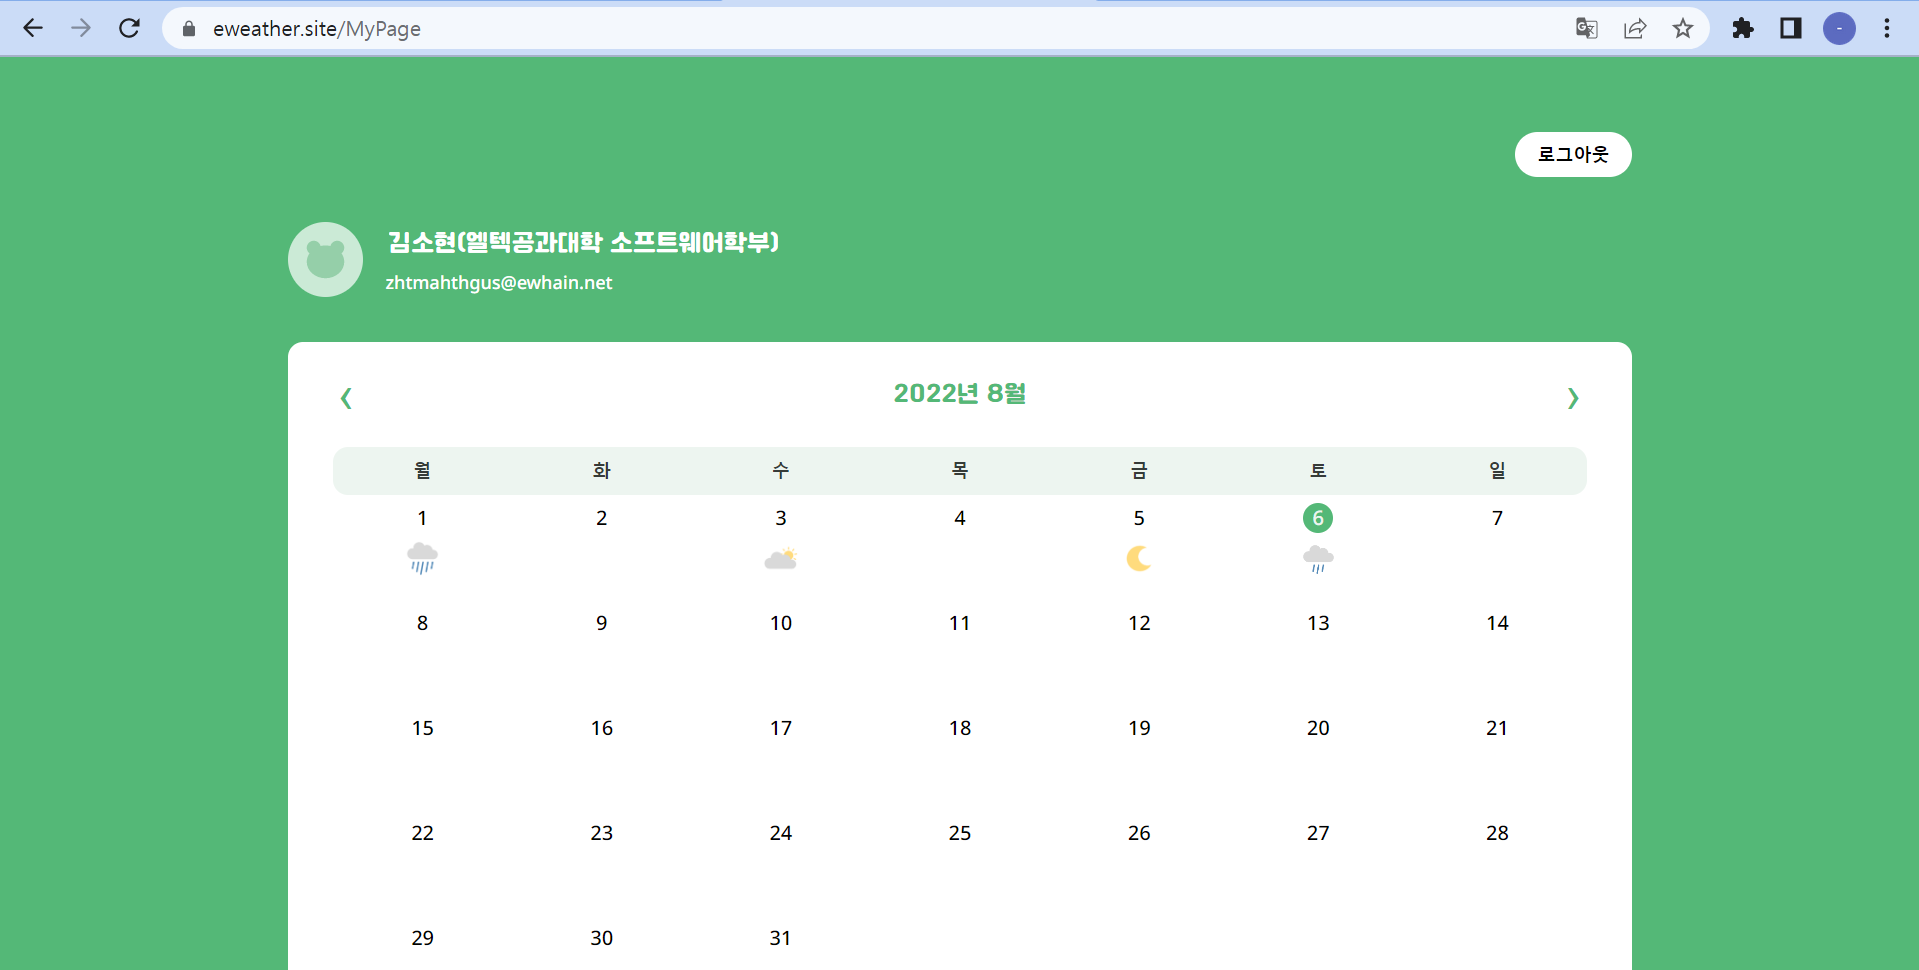 eweather.site/MyPage
-
로그아웃
김소현(엘텍공과대학 소프트웨어학부)
zhtmahthgus@ewhain.net
‹ 2022년 8월 ›
월 화 수 목 금 토 일
1 2 3 4 5 6 7
8 9 10 11 12 13 14
15 16 17 18 19 20 21
22 23 24 25 26 27 28
29 30 31